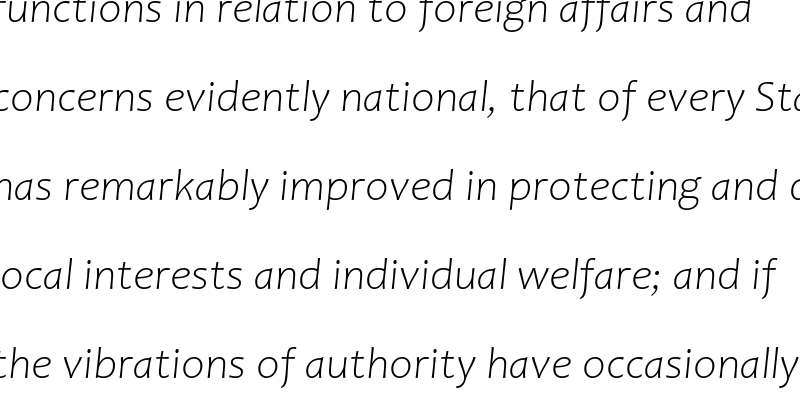 functions in relation to foreign affairs and
concerns evidently national, that of every
has remarkably improved in protecting and
local interests and individual welfare; and if
the vibrations of authority have occasionally